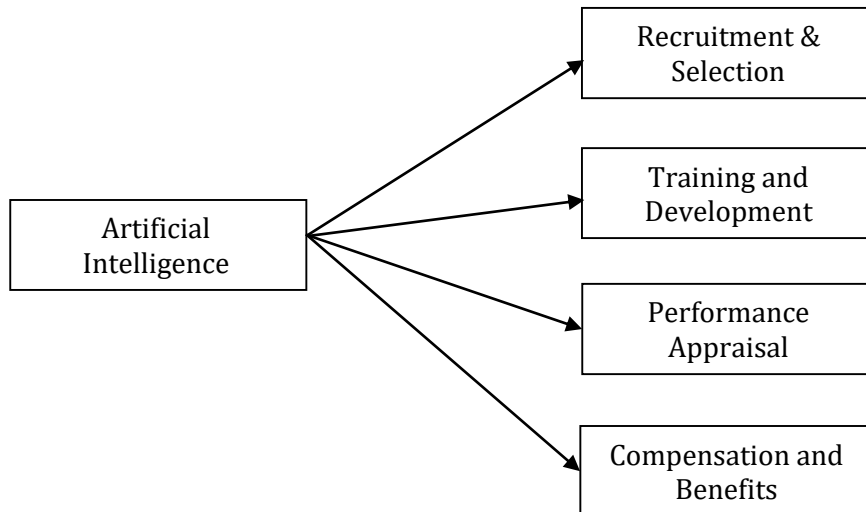 Recruitment &
Selection
Training and
Development
Artificial
Intelligence
Performance
Appraisal
Compensation and
Benefits